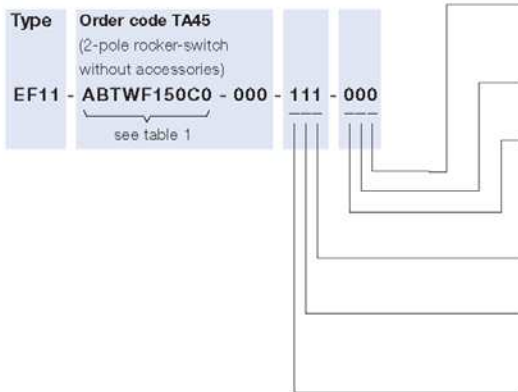 Type Order code TA45
(2-pole rocker-switch
without accessories)
EF11 - ABTWF150C0 - 000 - 111 - 000
see table 1